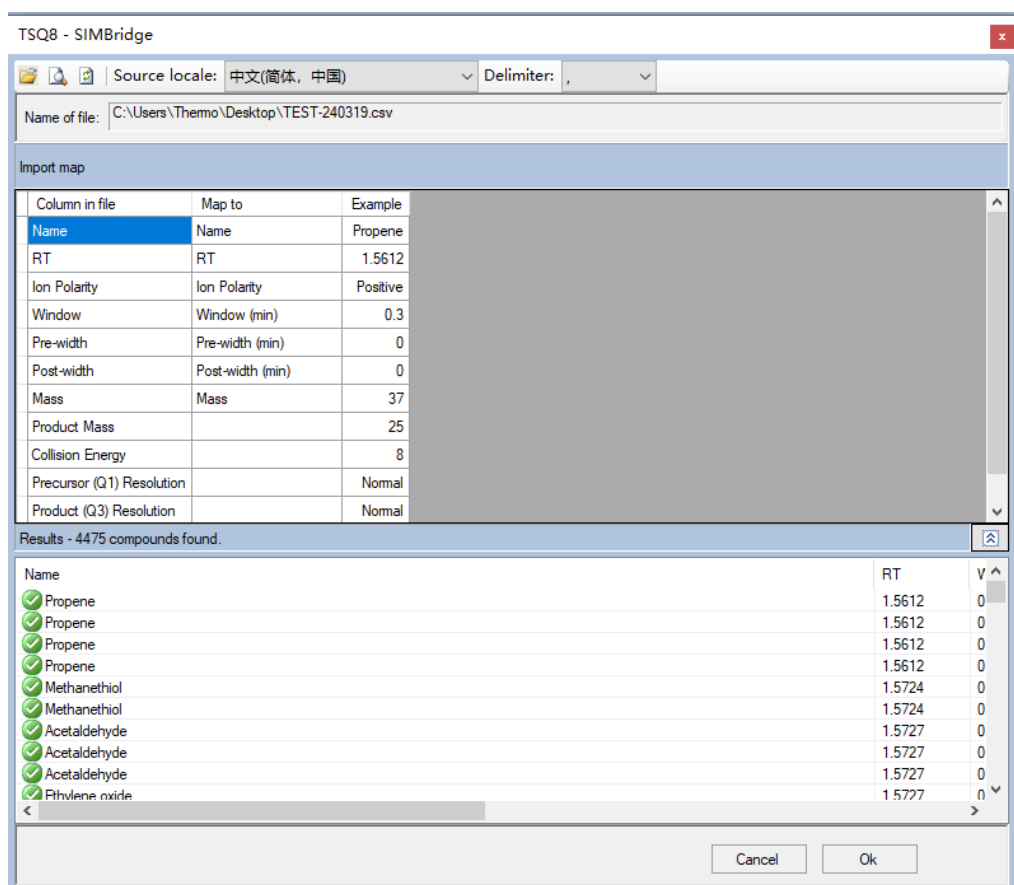 TSQ8 - SIMBridge
x
Source locale: 中文(简体，中国) Delimiter: ,
Name of file: C:\Users\Thermo\Desktop\TEST-240319.csv
Import map
Column in file Map to Example
Name Name Propene
RT RT 1.5612
Ion Polarity Ion Polarity Positive
Window Window (min) 0.3
Pre-width Pre-width (min) 0
Post-width Post-width (min) 0
Mass Mass 37
Product Mass 25
Collision Energy 8
Precursor (Q1) Resolution Normal
Product (Q3) Resolution Normal
Results - 4475 compounds found.
Name RT
Propene 1.5612 0
Propene 1.5612 0
Propene 1.5612 0
Propene 1.5612 0
Methanethiol 1.5724 0
Methanethiol 1.5724 0
Acetaldehyde 1.5727 0
Acetaldehyde 1.5727 0
Acetaldehyde 1.5727 0
Ethylene oxide 1.5727 0
Cancel Ok